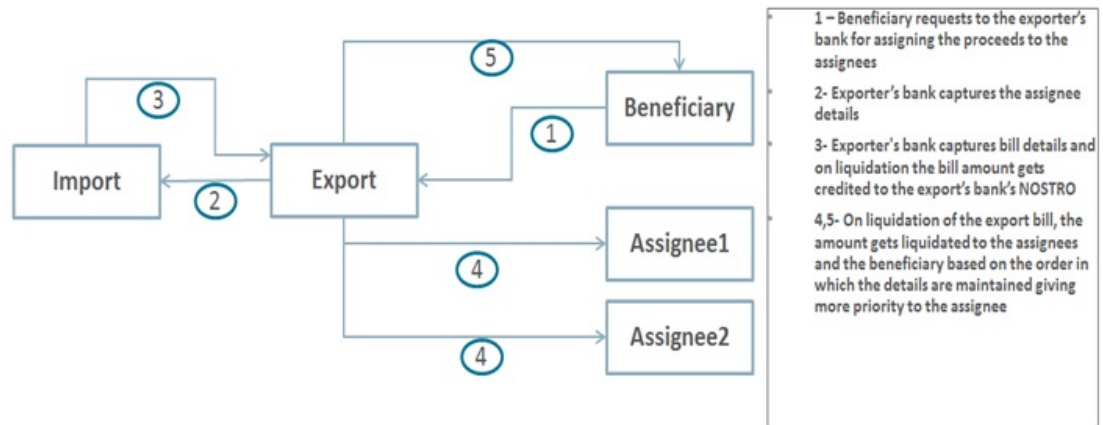 5
3
Beneficiary
1
Import
Export
2
Assignee1
4
Assignee2
4
1 – Beneficiary requests to the exporter's
bank for assigning the proceeds to the
assignees
2- Exporter's bank captures the assignee
details
3- Exporter's bank captures bill details and
on liquidation the bill amount gets
credited to the export's bank's NOSTRO
4,5- On liquidation of the export bill, the
amount gets liquidated to the assignees
and the beneficiary based on the order in
which the details are maintained giving
more priority to the assignee